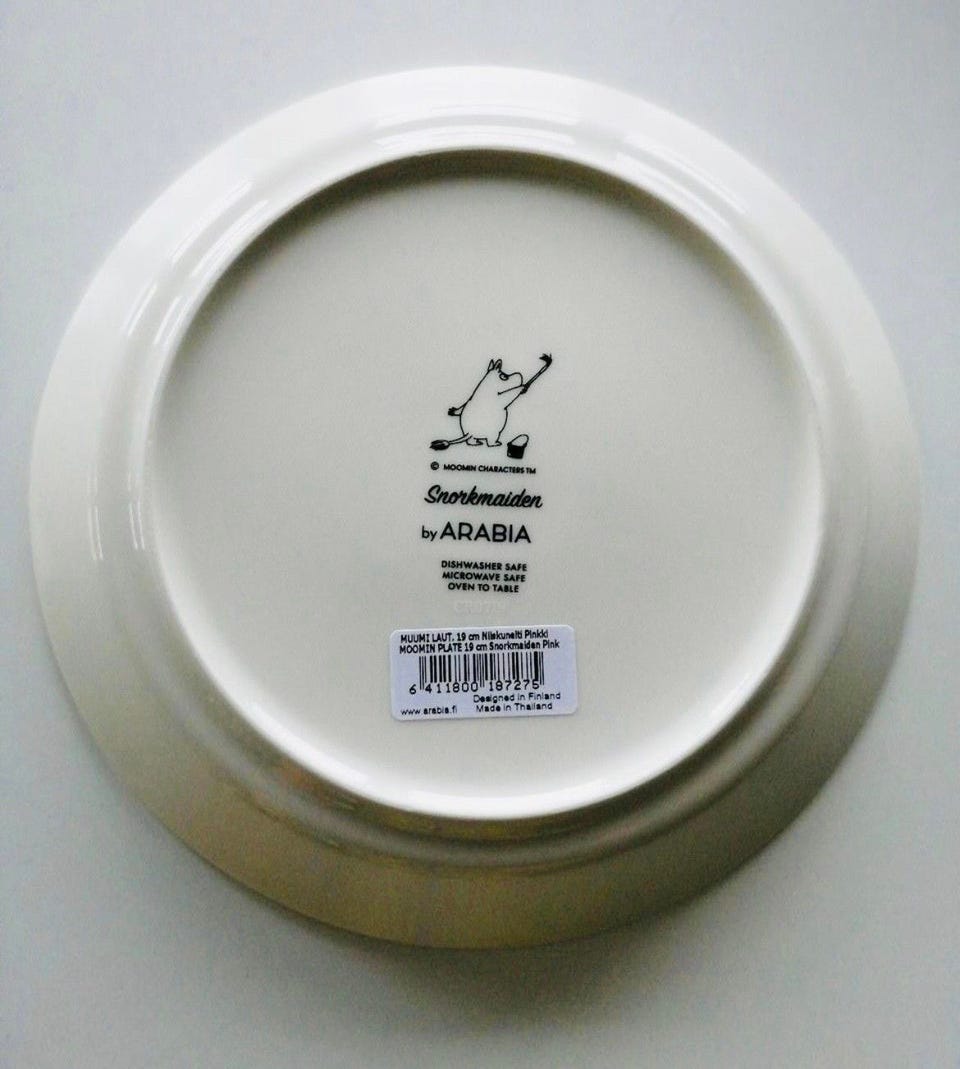 © MOOMIN CHARACTERS TM
Snorkmaiden
by ARABIA
DISHWASHER SAFE
MICROWAVE SAFE
OVEN TO TABLE
MUUMI LAUT. 19 cm Niiskuneiti Pinkki
MOOMIN PLATE 19 cm Snorkmaiden Pink
6 411800 187275
Designed in Finland
www.arabia.fi Made in Thailand